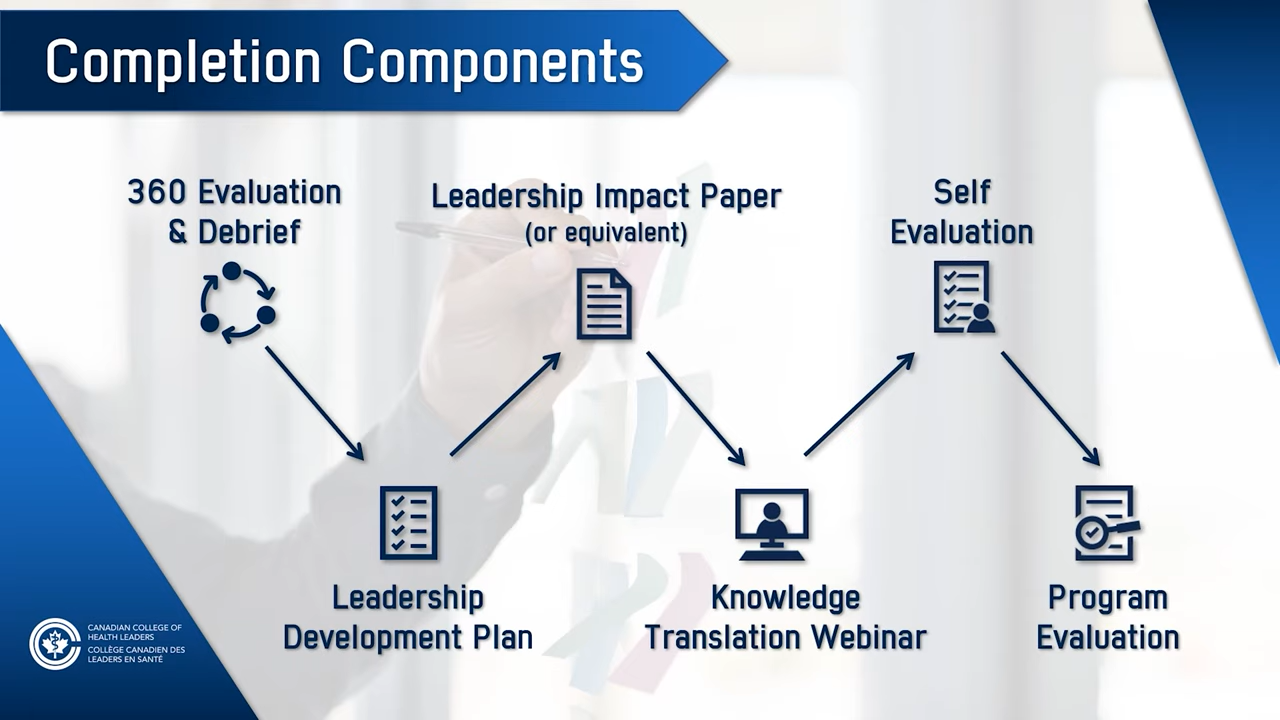 Completion Components
360 Evaluation
& Debrief
Leadership Impact Paper
(or equivalent)
Self
Evaluation
Leadership
Development Plan
Knowledge
Translation Webinar
Program
Evaluation
CANADIAN COLLEGE OF
HEALTH LEADERS
COLLÈGE CANADIEN DES
LEADERS EN SANTÉ